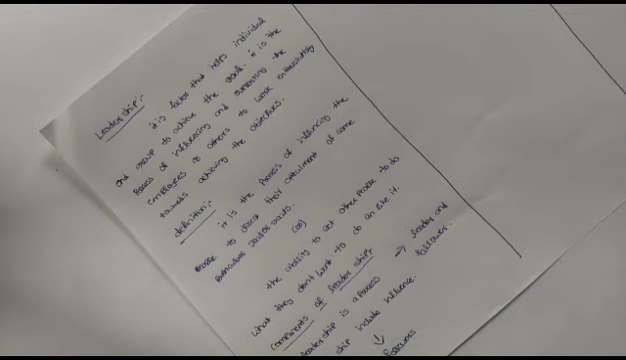 Leadership:-
it is factor that helps individual
and group to achieve the goal. it is the
Process of influencing and supporting the
employees or others to work enthusiastically
towards achieving the objectives.
definition:-
it is the Process of influencing the
People to direct their attainment of some
Particular goals.
(or)
the ability to get other People to do
what they don't want to do an like it.
components of leadership:-
leadership is a Process → leader and
followers.
ship include influence.
↓
followers